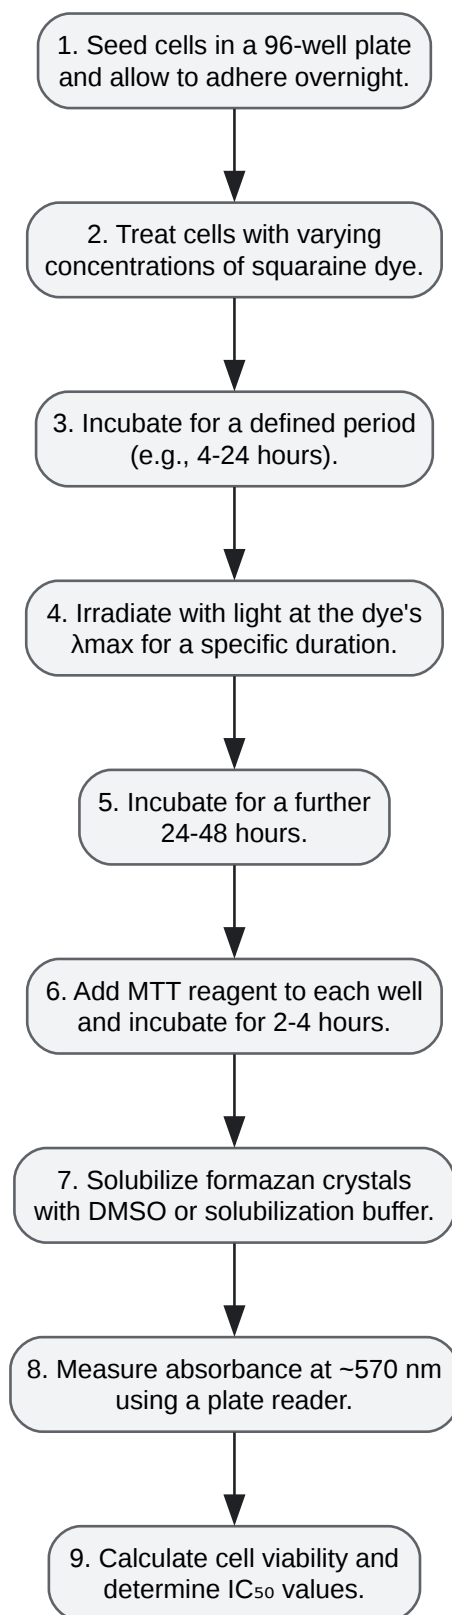 1. Seed cells in a 96-well plate
and allow to adhere overnight.
2. Treat cells with varying
concentrations of squaraine dye.
3. Incubate for a defined period
(e.g., 4-24 hours).
4. Irradiate with light at the dye's
λmax for a specific duration.
5. Incubate for a further
24-48 hours.
6. Add MTT reagent to each well
and incubate for 2-4 hours.
7. Solubilize formazan crystals
with DMSO or solubilization buffer.
8. Measure absorbance at ~570 nm
using a plate reader.
9. Calculate cell viability and
determine IC₅₀ values.